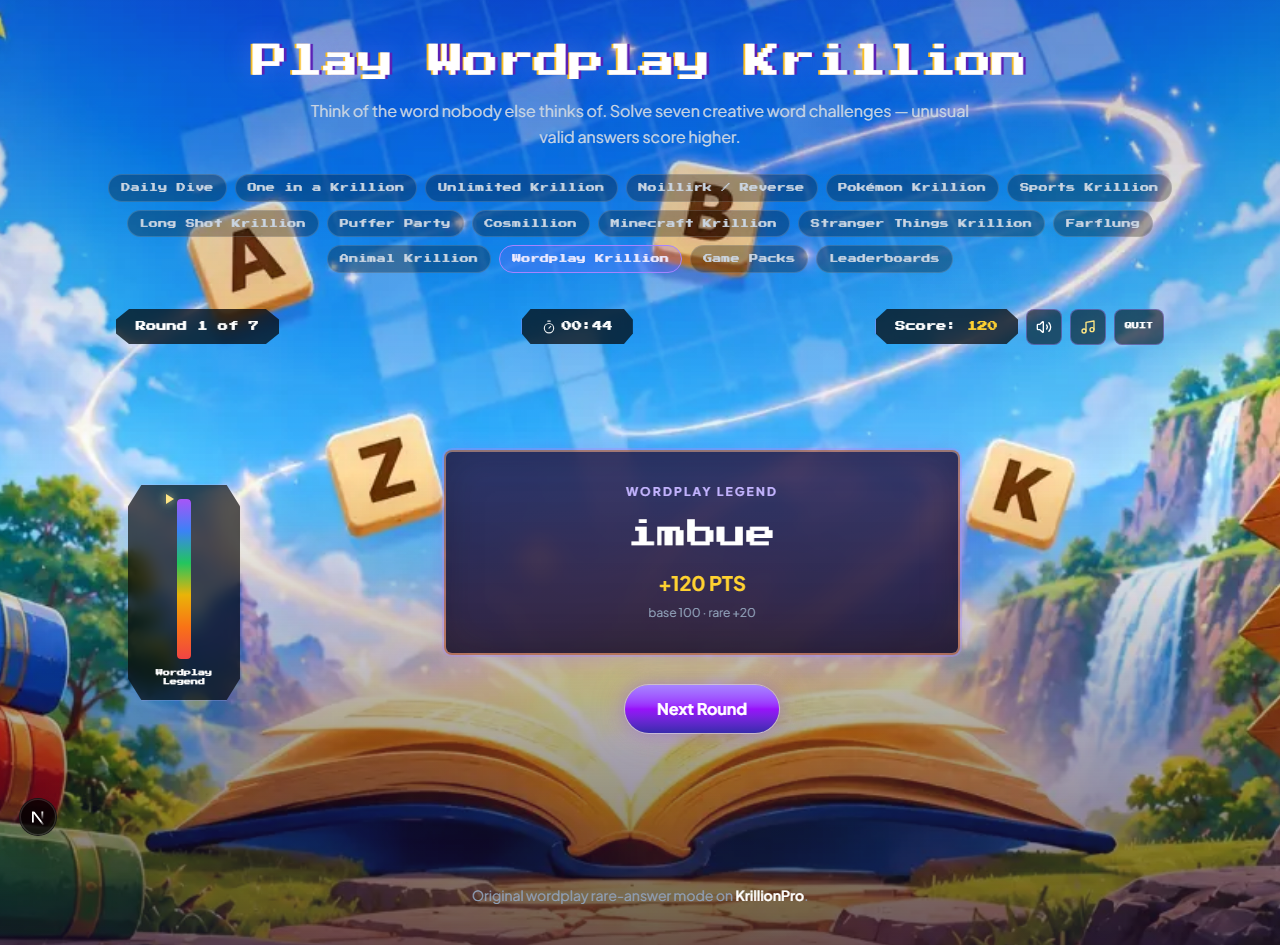 Play Wordplay Krillion
Think of the word nobody else thinks of. Solve seven creative word challenges — unusual
valid answers score higher.
Daily Dive
One in a Krillion
Unlimited Krillion
Noillirk / Reverse
Pokémon Krillion
Sports Krillion
Long Shot Krillion
Puffer Party
Cosmillion
Minecraft Krillion
Stranger Things Krillion
Farflung
Animal Krillion
Wordplay Krillion
Game Packs
Leaderboards
A
B
Round 1 of 7
00:44
Score: 120
QUIT
Z
K
WORDPLAY LEGEND
imbue
+120 PTS
base 100 · rare +20
Wordplay
Legend
Next Round
N
Original wordplay rare-answer mode on KrillionPro.